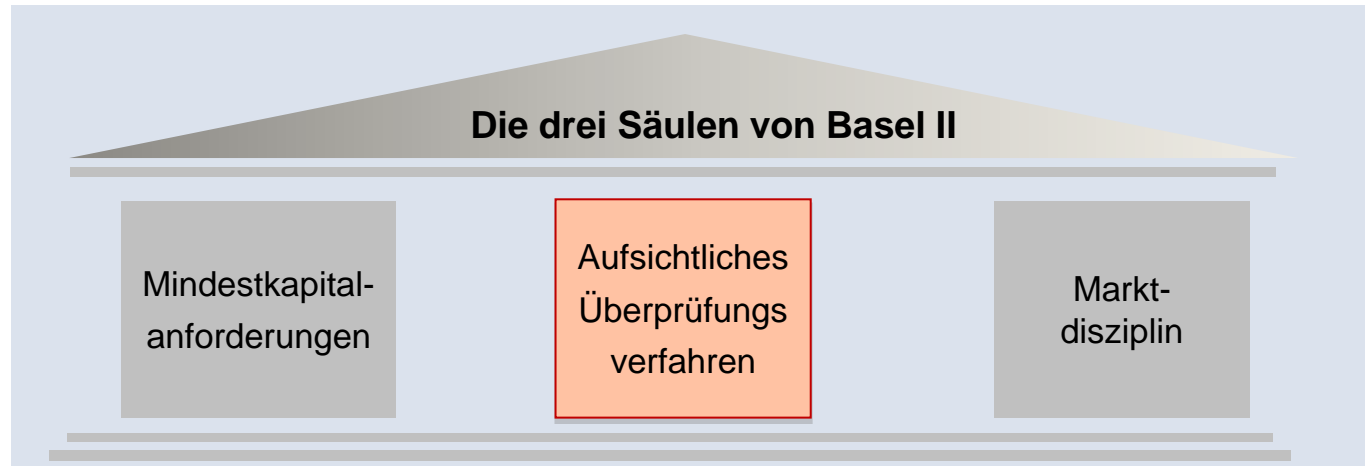 Die drei Säulen von Basel II
Mindestkapital-
anforderungen
Aufsichtliches
Überprüfungs
verfahren
Markt-
disziplin